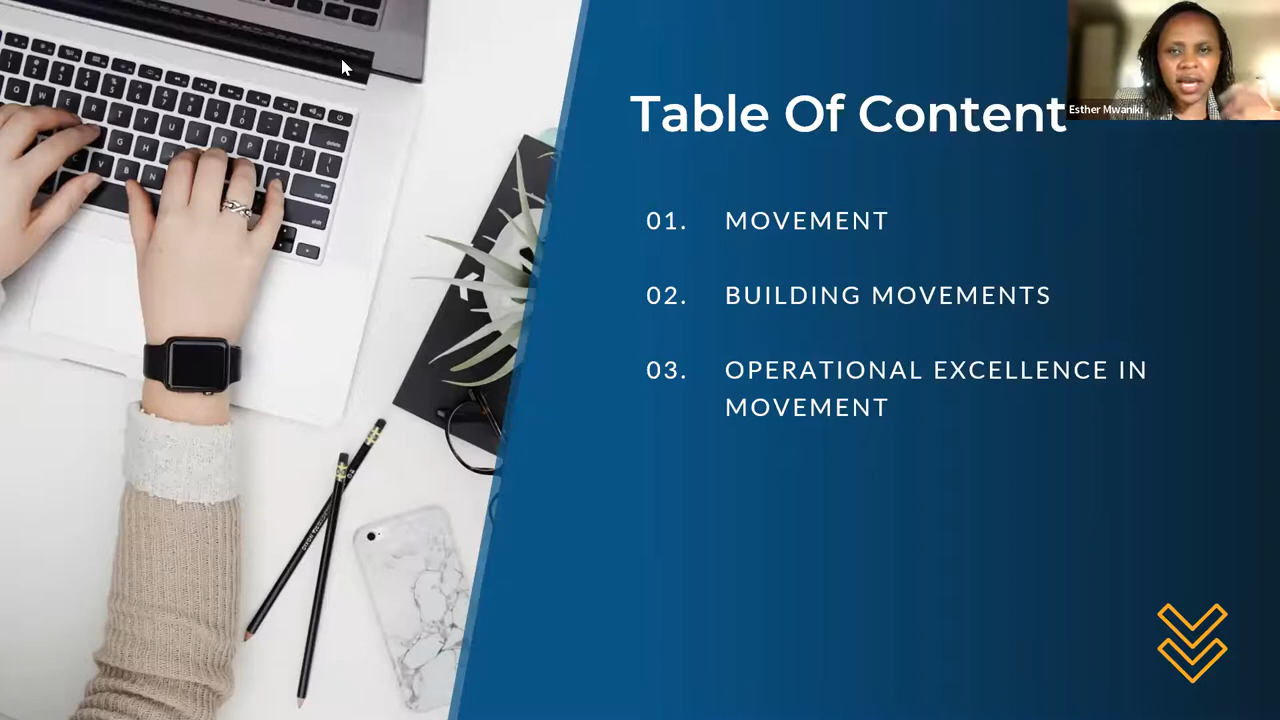 Table Of Content
Esther Mwaniki
01. MOVEMENT
02. BUILDING MOVEMENTS
03. OPERATIONAL EXCELLENCE IN
MOVEMENT